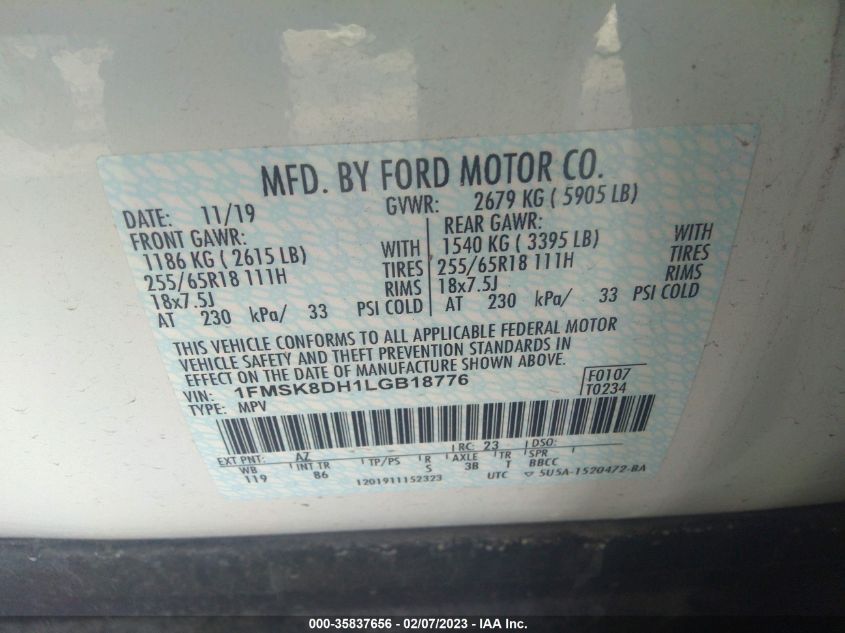 MFD. BY FORD MOTOR CO.
DATE: 11/19 GVWR: 2679 KG ( 5905 LB)
FRONT GAWR: REAR GAWR:
1186 KG ( 2615 LB) WITH 1540 KG ( 3395 LB) WITH
255/65R18 111H TIRES 255/65R18 111H TIRES
18x7.5J RIMS 18x7.5J RIMS
AT 230 kPa/ 33 PSI COLD AT 230 kPa/ 33 PSI COLD
THIS VEHICLE CONFORMS TO ALL APPLICABLE FEDERAL MOTOR
VEHICLE SAFETY AND THEFT PREVENTION STANDARDS IN
EFFECT ON THE DATE OF MANUFACTURE SHOWN ABOVE.
VIN: 1FMSK8DH1LGB18776 F0107
TYPE: MPV T0234
EXT PNT: AZ RC: 23 DSO:
WB INT TR TP/PS R AXLE TR SPR
119 86 S 3B T BBCC
1201911152323 UTC ▽ 5U5A-1520472-BA
000-35837656 - 02/07/2023 - IAA Inc.